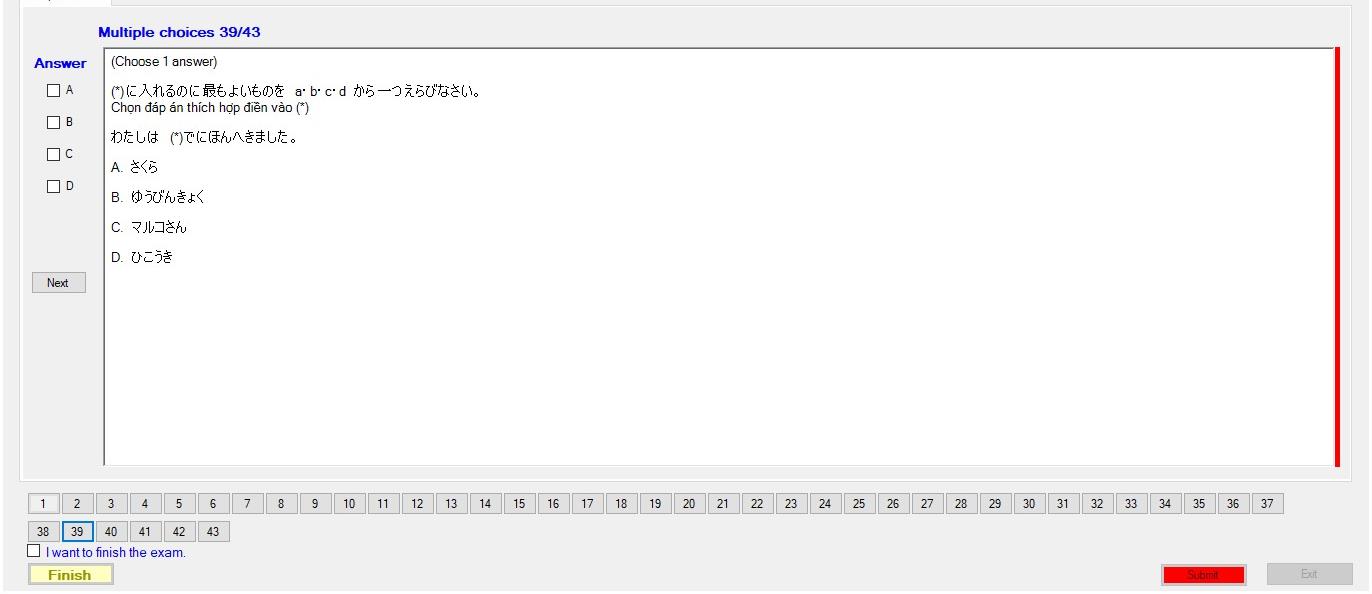 Multiple choices 39/43
Answer
(Choose 1 answer)
A
(*)に入れるのに最もよいものを a・b・c・d から一つえらびなさい。
Chọn đáp án thích hợp điền vào (*)
B
わたしは (*)でにほんへきました。
C
A. さくら
D
B. ゆうびんきょく
C. マルコさん
D. ひこうき
Next
1 2 3 4 5 6 7 8 9 10 11 12 13 14 15 16 17 18 19 20 21 22 23 24 25 26 27 28 29 30 31 32 33 34 35 36 37
38 39 40 41 42 43
I want to finish the exam.
Finish
Submit
Exit